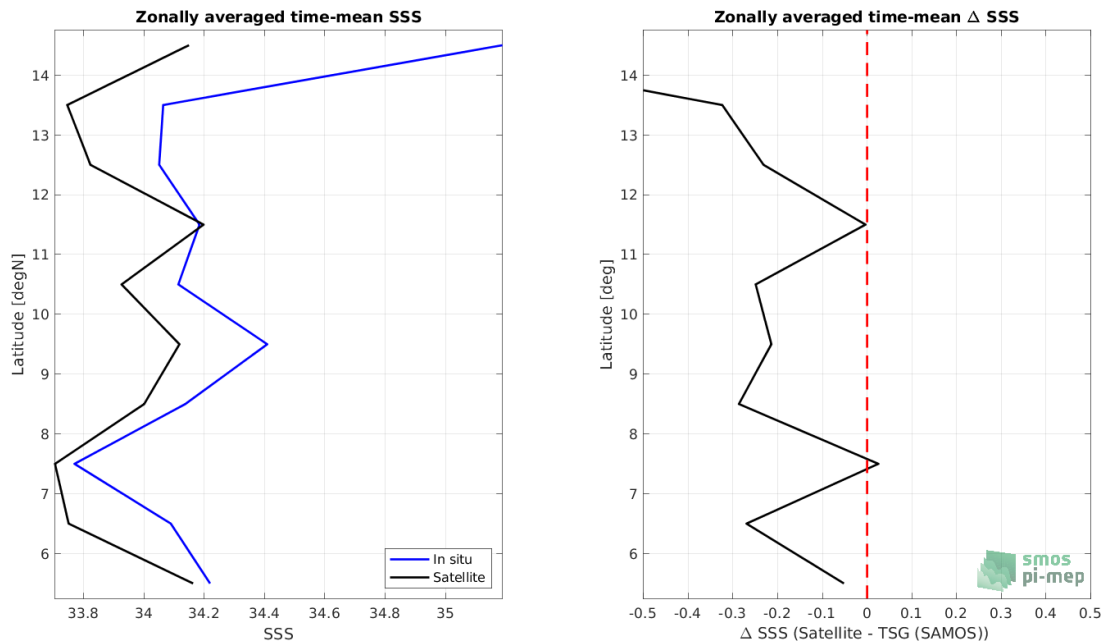 Zonally averaged time-mean SSS
14
13
12
11
10
9
8
7
6
Latitude [degN]
33.8 34 34.2 34.4 34.6 34.8 35
SSS
In situ
Satellite
Zonally averaged time-mean Δ SSS
14
13
12
11
10
9
8
7
6
Latitude [deg]
-0.5 -0.4 -0.3 -0.2 -0.1 0 0.1 0.2 0.3 0.4 0.5
Δ SSS (Satellite - TSG (SAMOS))
smos
pi-mep